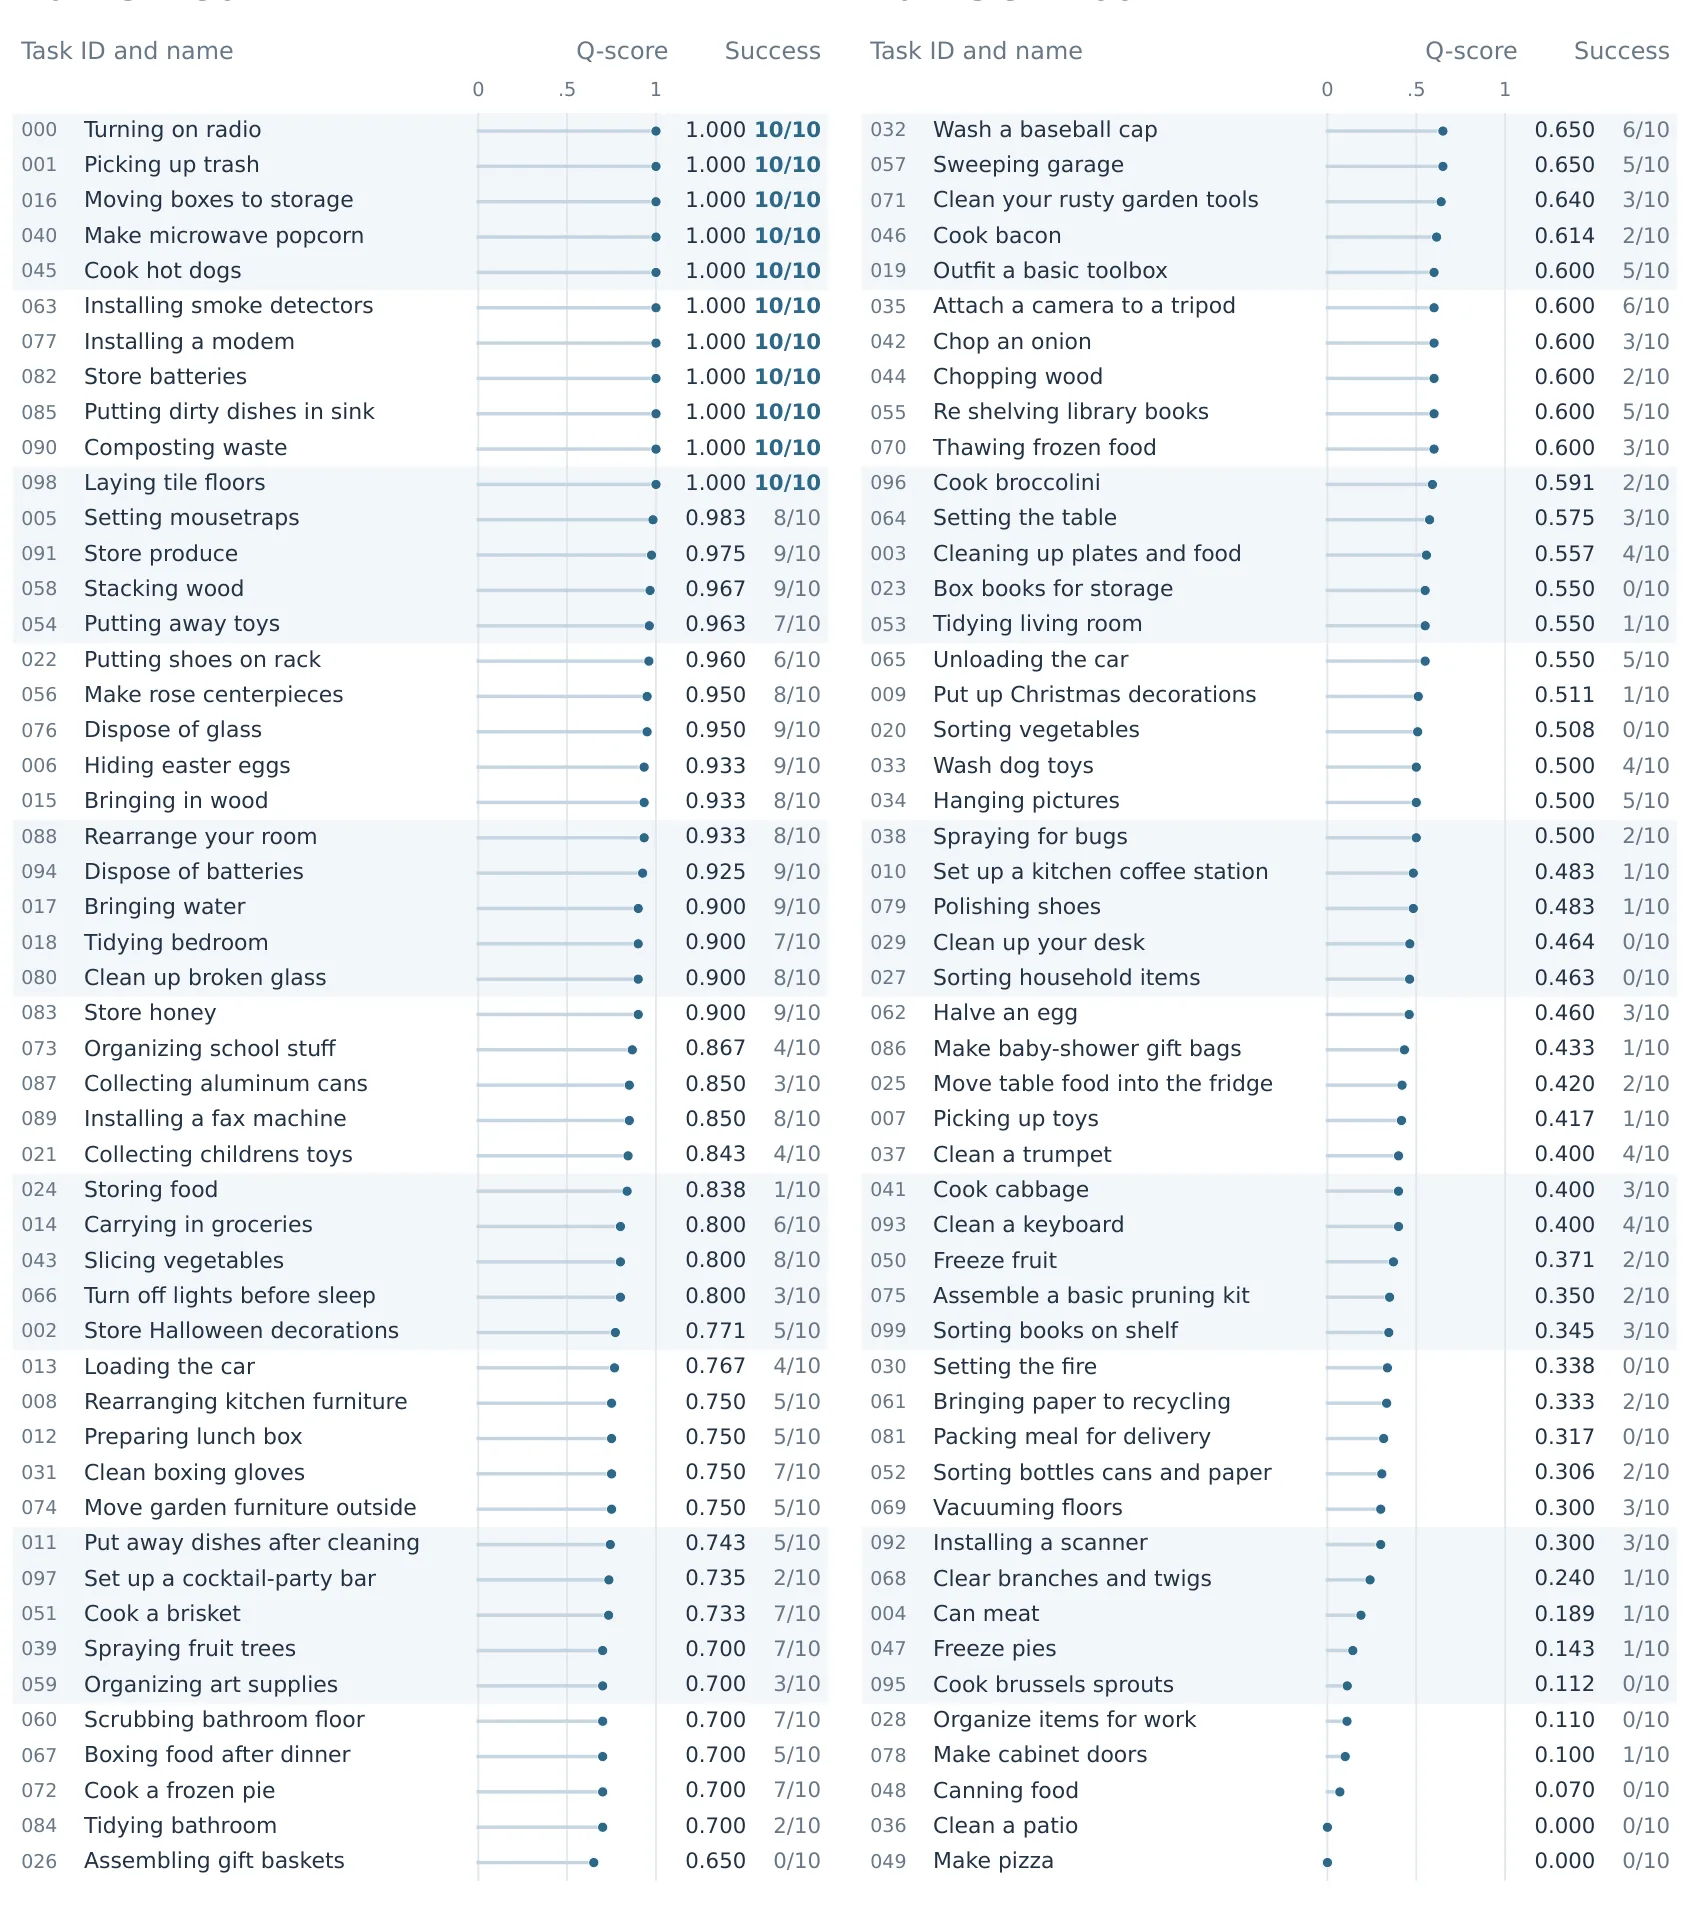 Task ID and name Q-score Success
0 .5 1
000 Turning on radio 1.000 10/10
001 Picking up trash 1.000 10/10
016 Moving boxes to storage 1.000 10/10
040 Make microwave popcorn 1.000 10/10
045 Cook hot dogs 1.000 10/10
063 Installing smoke detectors 1.000 10/10
077 Installing a modem 1.000 10/10
082 Store batteries 1.000 10/10
085 Putting dirty dishes in sink 1.000 10/10
090 Composting waste 1.000 10/10
098 Laying tile floors 1.000 10/10
005 Setting mousetraps 0.983 8/10
091 Store produce 0.975 9/10
058 Stacking wood 0.967 9/10
054 Putting away toys 0.963 7/10
022 Putting shoes on rack 0.960 6/10
056 Make rose centerpieces 0.950 8/10
076 Dispose of glass 0.950 9/10
006 Hiding easter eggs 0.933 9/10
015 Bringing in wood 0.933 8/10
088 Rearrange your room 0.933 8/10
094 Dispose of batteries 0.925 9/10
017 Bringing water 0.900 9/10
018 Tidying bedroom 0.900 7/10
080 Clean up broken glass 0.900 8/10
083 Store honey 0.900 9/10
073 Organizing school stuff 0.867 4/10
087 Collecting aluminum cans 0.850 3/10
089 Installing a fax machine 0.850 8/10
021 Collecting childrens toys 0.843 4/10
024 Storing food 0.838 1/10
014 Carrying in groceries 0.800 6/10
043 Slicing vegetables 0.800 8/10
066 Turn off lights before sleep 0.800 3/10
002 Store Halloween decorations 0.771 5/10
013 Loading the car 0.767 4/10
008 Rearranging kitchen furniture 0.750 5/10
012 Preparing lunch box 0.750 5/10
031 Clean boxing gloves 0.750 7/10
074 Move garden furniture outside 0.750 5/10
011 Put away dishes after cleaning 0.743 5/10
097 Set up a cocktail-party bar 0.735 2/10
051 Cook a brisket 0.733 7/10
039 Spraying fruit trees 0.700 7/10
059 Organizing art supplies 0.700 3/10
060 Scrubbing bathroom floor 0.700 7/10
067 Boxing food after dinner 0.700 5/10
072 Cook a frozen pie 0.700 7/10
084 Tidying bathroom 0.700 2/10
026 Assembling gift baskets 0.650 0/10
Task ID and name Q-score Success
0 .5 1
032 Wash a baseball cap 0.650 6/10
057 Sweeping garage 0.650 5/10
071 Clean your rusty garden tools 0.640 3/10
046 Cook bacon 0.614 2/10
019 Outfit a basic toolbox 0.600 5/10
035 Attach a camera to a tripod 0.600 6/10
042 Chop an onion 0.600 3/10
044 Chopping wood 0.600 2/10
055 Re shelving library books 0.600 5/10
070 Thawing frozen food 0.600 3/10
096 Cook broccolini 0.591 2/10
064 Setting the table 0.575 3/10
003 Cleaning up plates and food 0.557 4/10
023 Box books for storage 0.550 0/10
053 Tidying living room 0.550 1/10
065 Unloading the car 0.550 5/10
009 Put up Christmas decorations 0.511 1/10
020 Sorting vegetables 0.508 0/10
033 Wash dog toys 0.500 4/10
034 Hanging pictures 0.500 5/10
038 Spraying for bugs 0.500 2/10
010 Set up a kitchen coffee station 0.483 1/10
079 Polishing shoes 0.483 1/10
029 Clean up your desk 0.464 0/10
027 Sorting household items 0.463 0/10
062 Halve an egg 0.460 3/10
086 Make baby-shower gift bags 0.433 1/10
025 Move table food into the fridge 0.420 2/10
007 Picking up toys 0.417 1/10
037 Clean a trumpet 0.400 4/10
041 Cook cabbage 0.400 3/10
093 Clean a keyboard 0.400 4/10
050 Freeze fruit 0.371 2/10
075 Assemble a basic pruning kit 0.350 2/10
099 Sorting books on shelf 0.345 3/10
030 Setting the fire 0.338 0/10
061 Bringing paper to recycling 0.333 2/10
081 Packing meal for delivery 0.317 0/10
052 Sorting bottles cans and paper 0.306 2/10
069 Vacuuming floors 0.300 3/10
092 Installing a scanner 0.300 3/10
068 Clear branches and twigs 0.240 1/10
004 Can meat 0.189 1/10
047 Freeze pies 0.143 1/10
095 Cook brussels sprouts 0.112 0/10
028 Organize items for work 0.110 0/10
078 Make cabinet doors 0.100 1/10
048 Canning food 0.070 0/10
036 Clean a patio 0.000 0/10
049 Make pizza 0.000 0/10